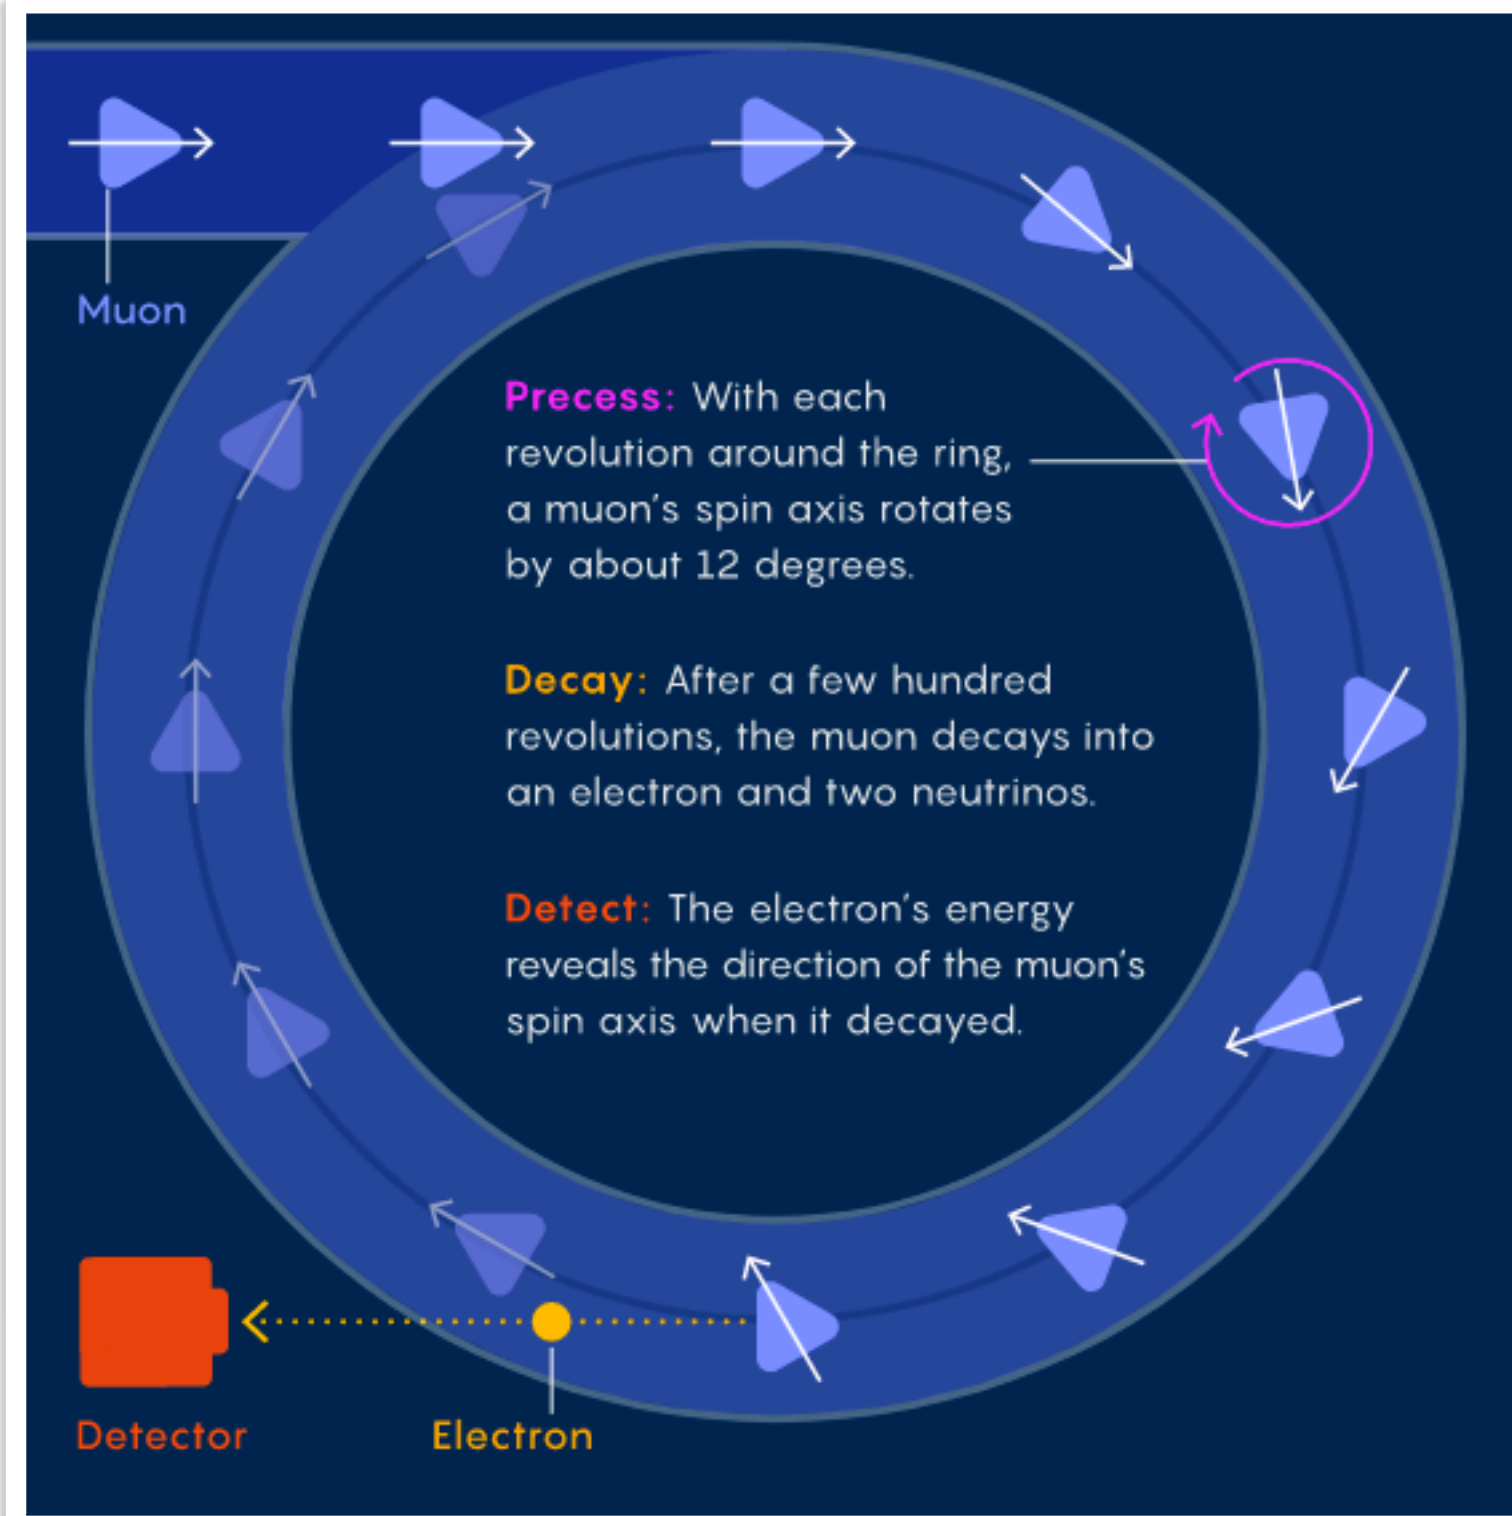 Muon
Precess: With each
revolution around the ring,
a muon’s spin axis rotates
by about 12 degrees.
Decay: After a few hundred
revolutions, the muon decays into
an electron and two neutrinos.
Detect: The electron’s energy
reveals the direction of the muon’s
spin axis when it decayed.
Detector
Electron